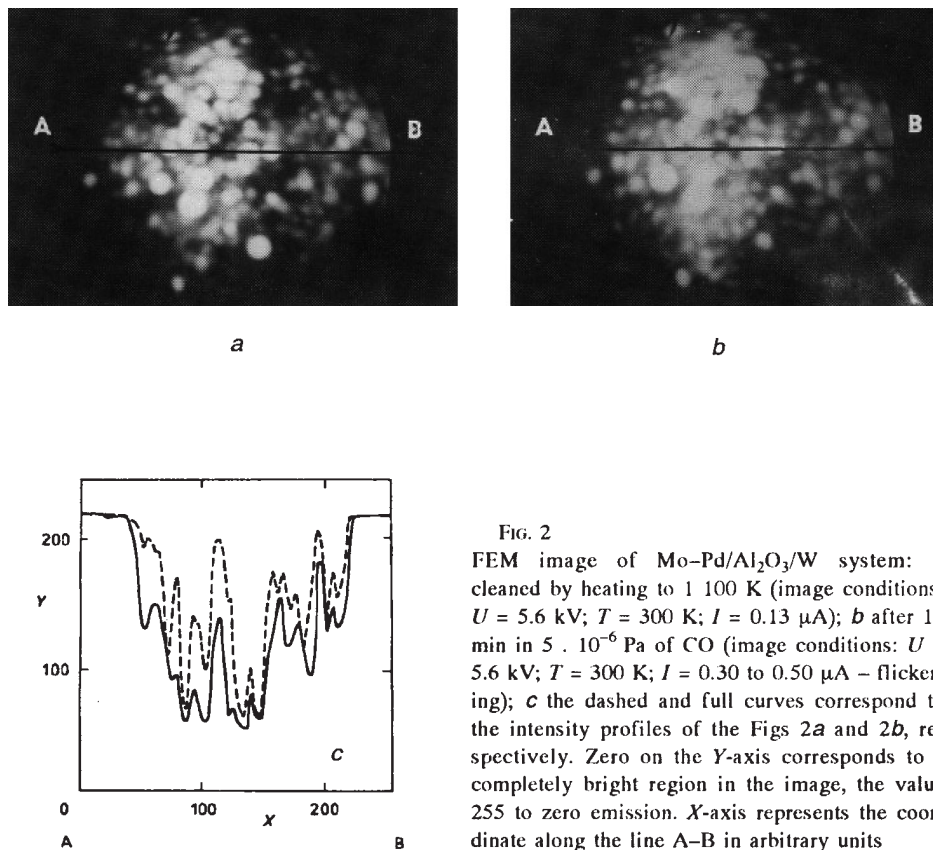 A
B
A
B
a
b
200
Y
100
0
100
200
X
A
B
C
FIG. 2
FEM image of Mo–Pd/Al₂O₃/W system:
cleaned by heating to 1 100 K (image conditions
U = 5.6 kV; T = 300 K; I = 0.13 μA); b after 1
min in 5 . 10⁻⁶ Pa of CO (image conditions: U
5.6 kV; T = 300 K; I = 0.30 to 0.50 μA – flicker
ing); c the dashed and full curves correspond t
the intensity profiles of the Figs 2a and 2b, re
spectively. Zero on the Y-axis corresponds to
completely bright region in the image, the valu
255 to zero emission. X-axis represents the coor
dinate along the line A–B in arbitrary units